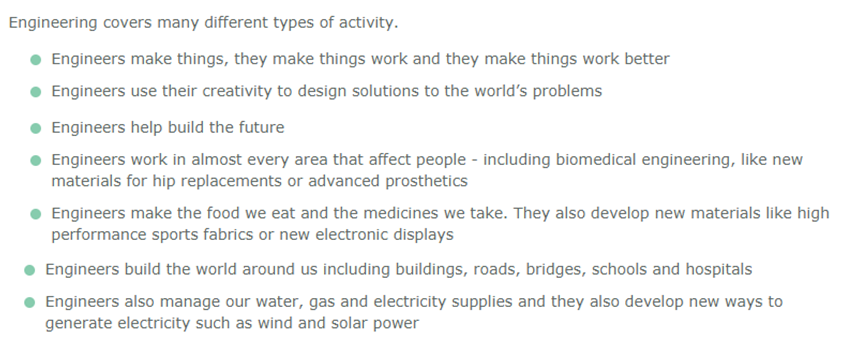 Engineering covers many different types of activity.
Engineers make things, they make things work and they make things work better
Engineers use their creativity to design solutions to the world’s problems
Engineers help build the future
Engineers work in almost every area that affect people - including biomedical engineering, like new
materials for hip replacements or advanced prosthetics
Engineers make the food we eat and the medicines we take. They also develop new materials like high
performance sports fabrics or new electronic displays
Engineers build the world around us including buildings, roads, bridges, schools and hospitals
Engineers also manage our water, gas and electricity supplies and they also develop new ways to
generate electricity such as wind and solar power